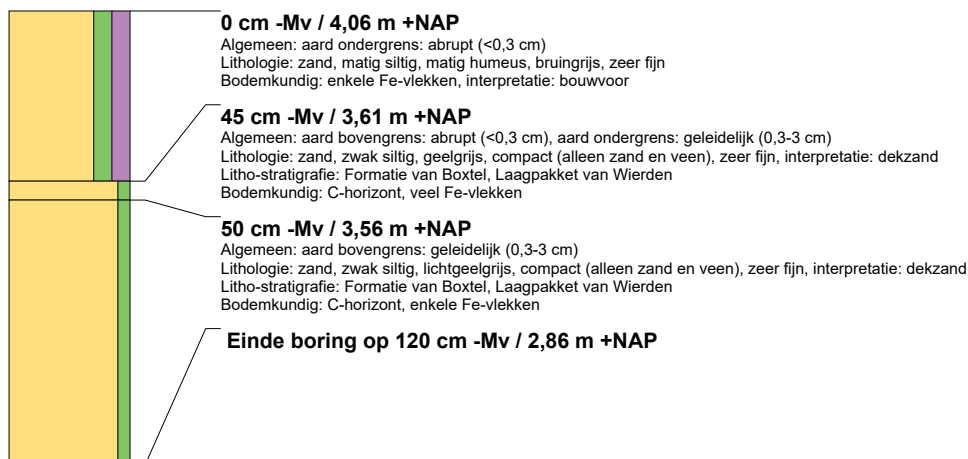 0 cm -Mv / 4,06 m +NAP
Algemeen: aard ondergrens: abrupt (<0,3 cm)
Lithologie: zand, matig siltig, matig humeus, bruingrijs, zeer fijn
Bodemkundig: enkele Fe-vlekken, interpretatie: bouwvoor
45 cm -Mv / 3,61 m +NAP
Algemeen: aard bovengrens: abrupt (<0,3 cm), aard ondergrens: geleidelijk (0,3-3 cm)
Lithologie: zand, zwak siltig, geelgrijs, compact (alleen zand en veen), zeer fijn, interpretatie: dekzand
Litho-stratigrafie: Formatie van Boxtel, Laagpakket van Wierden
Bodemkundig: C-horizont, veel Fe-vlekken
50 cm -Mv / 3,56 m +NAP
Algemeen: aard bovengrens: geleidelijk (0,3-3 cm)
Lithologie: zand, zwak siltig, lichtgeelgrijs, compact (alleen zand en veen), zeer fijn, interpretatie: dekzand
Litho-stratigrafie: Formatie van Boxtel, Laagpakket van Wierden
Bodemkundig: C-horizont, enkele Fe-vlekken
Einde boring op 120 cm -Mv / 2,86 m +NAP